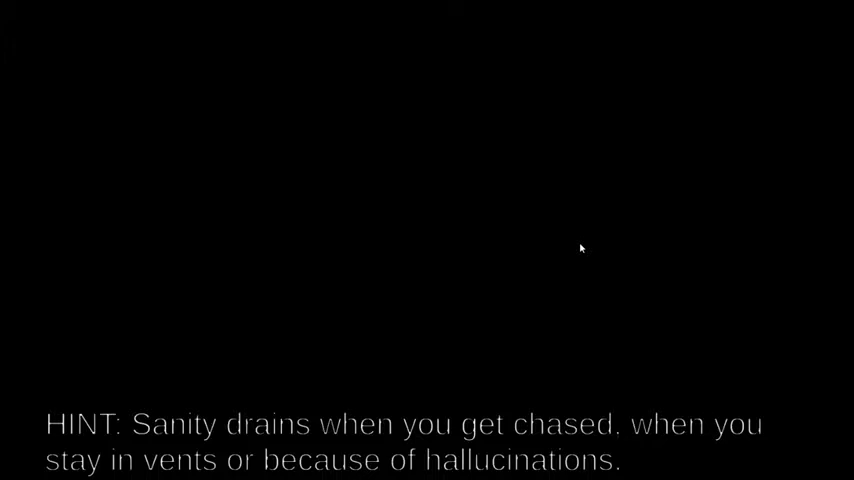 HINT: Sanity drains when you get chased. when you
stay in vents or because of hallucinations.